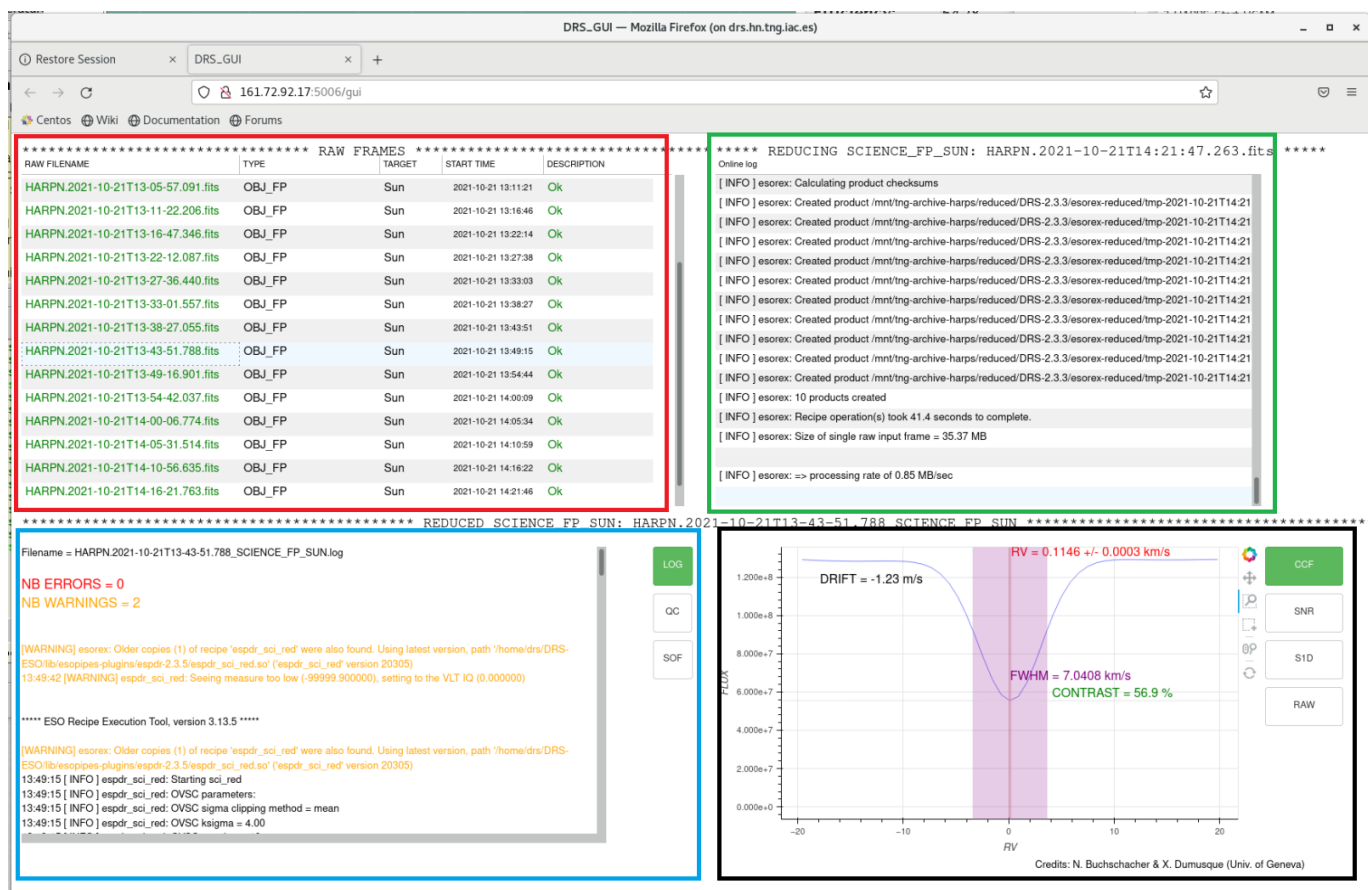 DRS_GUI — Mozilla Firefox (on drs.hn.tng.iac.es)
Restore Session × DRS_GUI × +
161.72.92.17:5006/gui
Centos Wiki Documentation Forums
********************************* RAW FRAMES **********************************
RAW FILENAME TYPE TARGET START TIME DESCRIPTION
HARPN.2021-10-21T13-05-57.091.fits OBJ_FP Sun 2021-10-21 13:11:21 Ok
HARPN.2021-10-21T13-11-22.206.fits OBJ_FP Sun 2021-10-21 13:16:46 Ok
HARPN.2021-10-21T13-16-47.346.fits OBJ_FP Sun 2021-10-21 13:22:14 Ok
HARPN.2021-10-21T13-22-12.087.fits OBJ_FP Sun 2021-10-21 13:27:38 Ok
HARPN.2021-10-21T13-27-36.440.fits OBJ_FP Sun 2021-10-21 13:33:03 Ok
HARPN.2021-10-21T13-33-01.557.fits OBJ_FP Sun 2021-10-21 13:38:27 Ok
HARPN.2021-10-21T13-38-27.055.fits OBJ_FP Sun 2021-10-21 13:43:51 Ok
HARPN.2021-10-21T13-43-51.788.fits OBJ_FP Sun 2021-10-21 13:49:15 Ok
HARPN.2021-10-21T13-49-16.901.fits OBJ_FP Sun 2021-10-21 13:54:44 Ok
HARPN.2021-10-21T13-54-42.037.fits OBJ_FP Sun 2021-10-21 14:00:09 Ok
HARPN.2021-10-21T14-00-06.774.fits OBJ_FP Sun 2021-10-21 14:05:34 Ok
HARPN.2021-10-21T14-05-31.514.fits OBJ_FP Sun 2021-10-21 14:10:59 Ok
HARPN.2021-10-21T14-10-56.635.fits OBJ_FP Sun 2021-10-21 14:16:22 Ok
HARPN.2021-10-21T14-16-21.763.fits OBJ_FP Sun 2021-10-21 14:21:46 Ok
***** REDUCING SCIENCE_FP_SUN: HARPN.2021-10-21T14:21:47.263.fits *****
Online log
[ INFO ] esorex: Calculating product checksums
[ INFO ] esorex: Created product /mnt/tng-archive-harps/reduced/DRS-2.3.3/esorex-reduced/tmp-2021-10-21T14:21
[ INFO ] esorex: Created product /mnt/tng-archive-harps/reduced/DRS-2.3.3/esorex-reduced/tmp-2021-10-21T14:21
[ INFO ] esorex: Created product /mnt/tng-archive-harps/reduced/DRS-2.3.3/esorex-reduced/tmp-2021-10-21T14:21
[ INFO ] esorex: Created product /mnt/tng-archive-harps/reduced/DRS-2.3.3/esorex-reduced/tmp-2021-10-21T14:21
[ INFO ] esorex: Created product /mnt/tng-archive-harps/reduced/DRS-2.3.3/esorex-reduced/tmp-2021-10-21T14:21
[ INFO ] esorex: Created product /mnt/tng-archive-harps/reduced/DRS-2.3.3/esorex-reduced/tmp-2021-10-21T14:21
[ INFO ] esorex: Created product /mnt/tng-archive-harps/reduced/DRS-2.3.3/esorex-reduced/tmp-2021-10-21T14:21
[ INFO ] esorex: Created product /mnt/tng-archive-harps/reduced/DRS-2.3.3/esorex-reduced/tmp-2021-10-21T14:21
[ INFO ] esorex: Created product /mnt/tng-archive-harps/reduced/DRS-2.3.3/esorex-reduced/tmp-2021-10-21T14:21
[ INFO ] esorex: Created product /mnt/tng-archive-harps/reduced/DRS-2.3.3/esorex-reduced/tmp-2021-10-21T14:21
[ INFO ] esorex: 10 products created
[ INFO ] esorex: Recipe operation(s) took 41.4 seconds to complete.
[ INFO ] esorex: Size of single raw input frame = 35.37 MB
[ INFO ] esorex: => processing rate of 0.85 MB/sec
********************************************* REDUCED SCIENCE FP SUN: HARPN.2021-10-21T13-43-51.788 SCIENCE FP SUN ***************************************
Filename = HARPN.2021-10-21T13-43-51.788_SCIENCE_FP_SUN.log
NB ERRORS = 0
NB WARNINGS = 2
[WARNING] esorex: Older copies (1) of recipe 'espdr_sci_red' were also found. Using latest version, path '/home/drs/DRS-
ESO/lib/esopipes-plugins/espdr-2.3.5/espdr_sci_red.so' ('espdr_sci_red' version 20305)
13:49:42 [WARNING] espdr_sci_red: Seeing measure too low (-99999.900000), setting to the VLT IQ (0.000000)
***** ESO Recipe Execution Tool, version 3.13.5 *****
[WARNING] esorex: Older copies (1) of recipe 'espdr_sci_red' were also found. Using latest version, path '/home/drs/DRS-
ESO/lib/esopipes-plugins/espdr-2.3.5/espdr_sci_red.so' ('espdr_sci_red' version 20305)
13:49:15 [ INFO ] espdr_sci_red: Starting sci_red
13:49:15 [ INFO ] espdr_sci_red: OVSC parameters:
13:49:15 [ INFO ] espdr_sci_red: OVSC sigma clipping method = mean
13:49:15 [ INFO ] espdr_sci_red: OVSC ksigma = 4.00
LOG
QC
SOF
RV = 0.1146 +/- 0.0003 km/s
DRIFT = -1.23 m/s
FWHM = 7.0408 km/s
CONTRAST = 56.9 %
1.200e+8
1.000e+8
8.000e+7
6.000e+7
4.000e+7
2.000e+7
0.000e+0
FLUX
−20 −10 0 10 20
RV
CCF
SNR
S1D
RAW
Credits: N. Buchschacher & X. Dumusque (Univ. of Geneva)